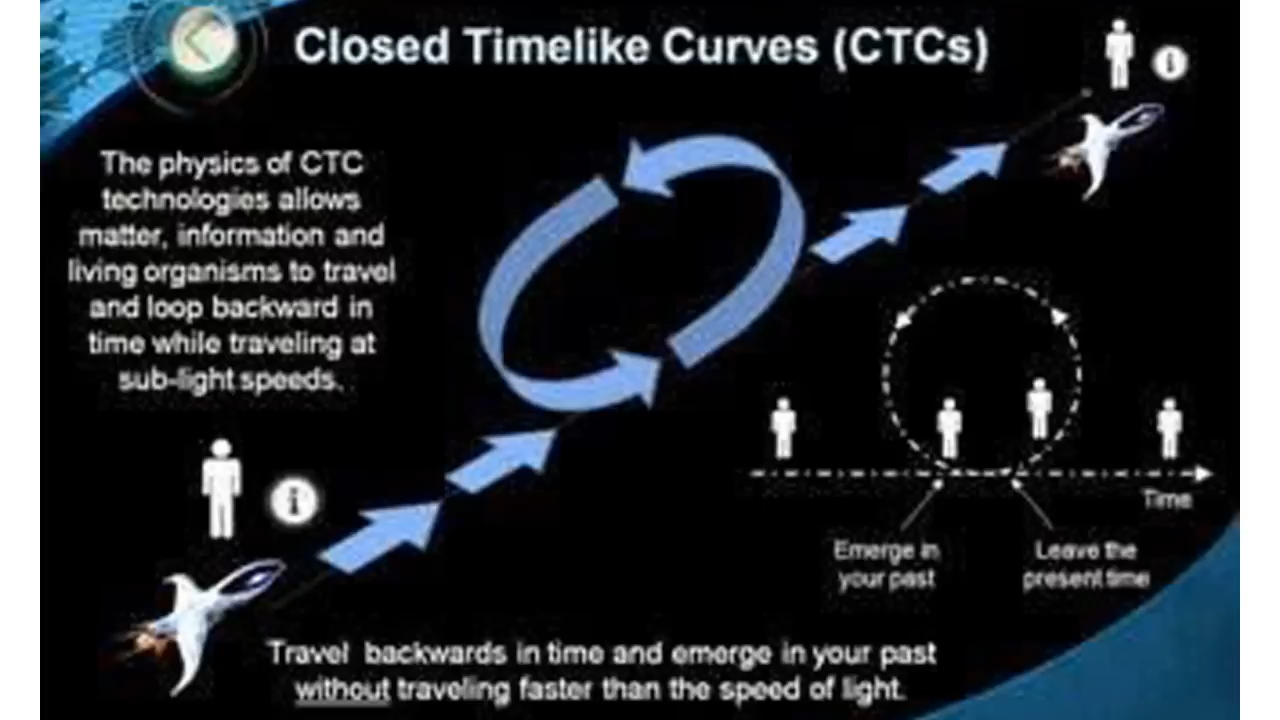 Closed Timelike Curves (CTCs)
i
The physics of CTC
technologies allows
matter, information and
living organisms to travel
and loop backward in
time while traveling at
sub-light speeds.
i
Time
Emerge in
your past
Leave the
present time
Travel backwards in time and emerge in your past
without traveling faster than the speed of light.